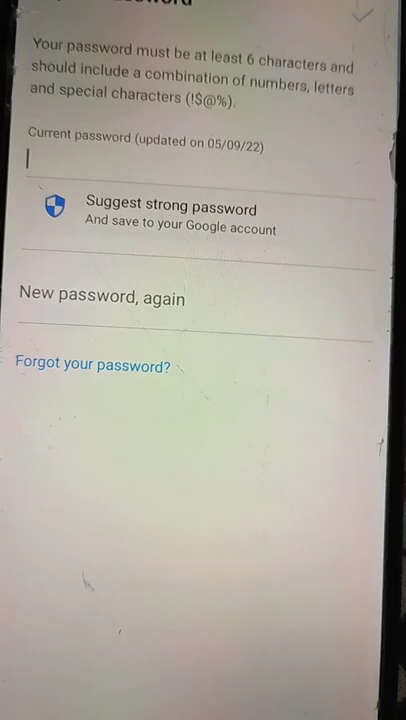 Your password must be at least 6 characters and
should include a combination of numbers, letters
and special characters (!$@%).
Current password (updated on 05/09/22)
Suggest strong password
And save to your Google account
New password, again
Forgot your password?